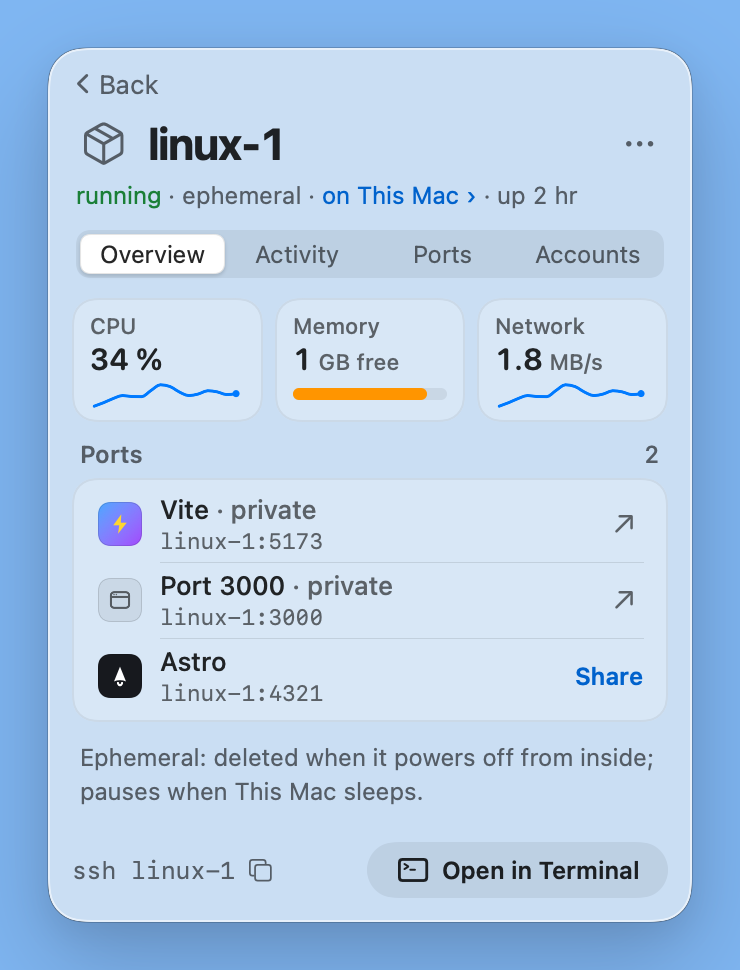 Back
linux-1
running · ephemeral · on This Mac › · up 2 hr
Overview Activity Ports Accounts
CPU Memory Network
34 % 1 GB free 1.8 MB/s
Ports 2
Vite · private
linux-1:5173
Port 3000 · private
linux-1:3000
Astro
linux-1:4321
Share
Ephemeral: deleted when it powers off from inside;
pauses when This Mac sleeps.
ssh linux-1 Open in Terminal